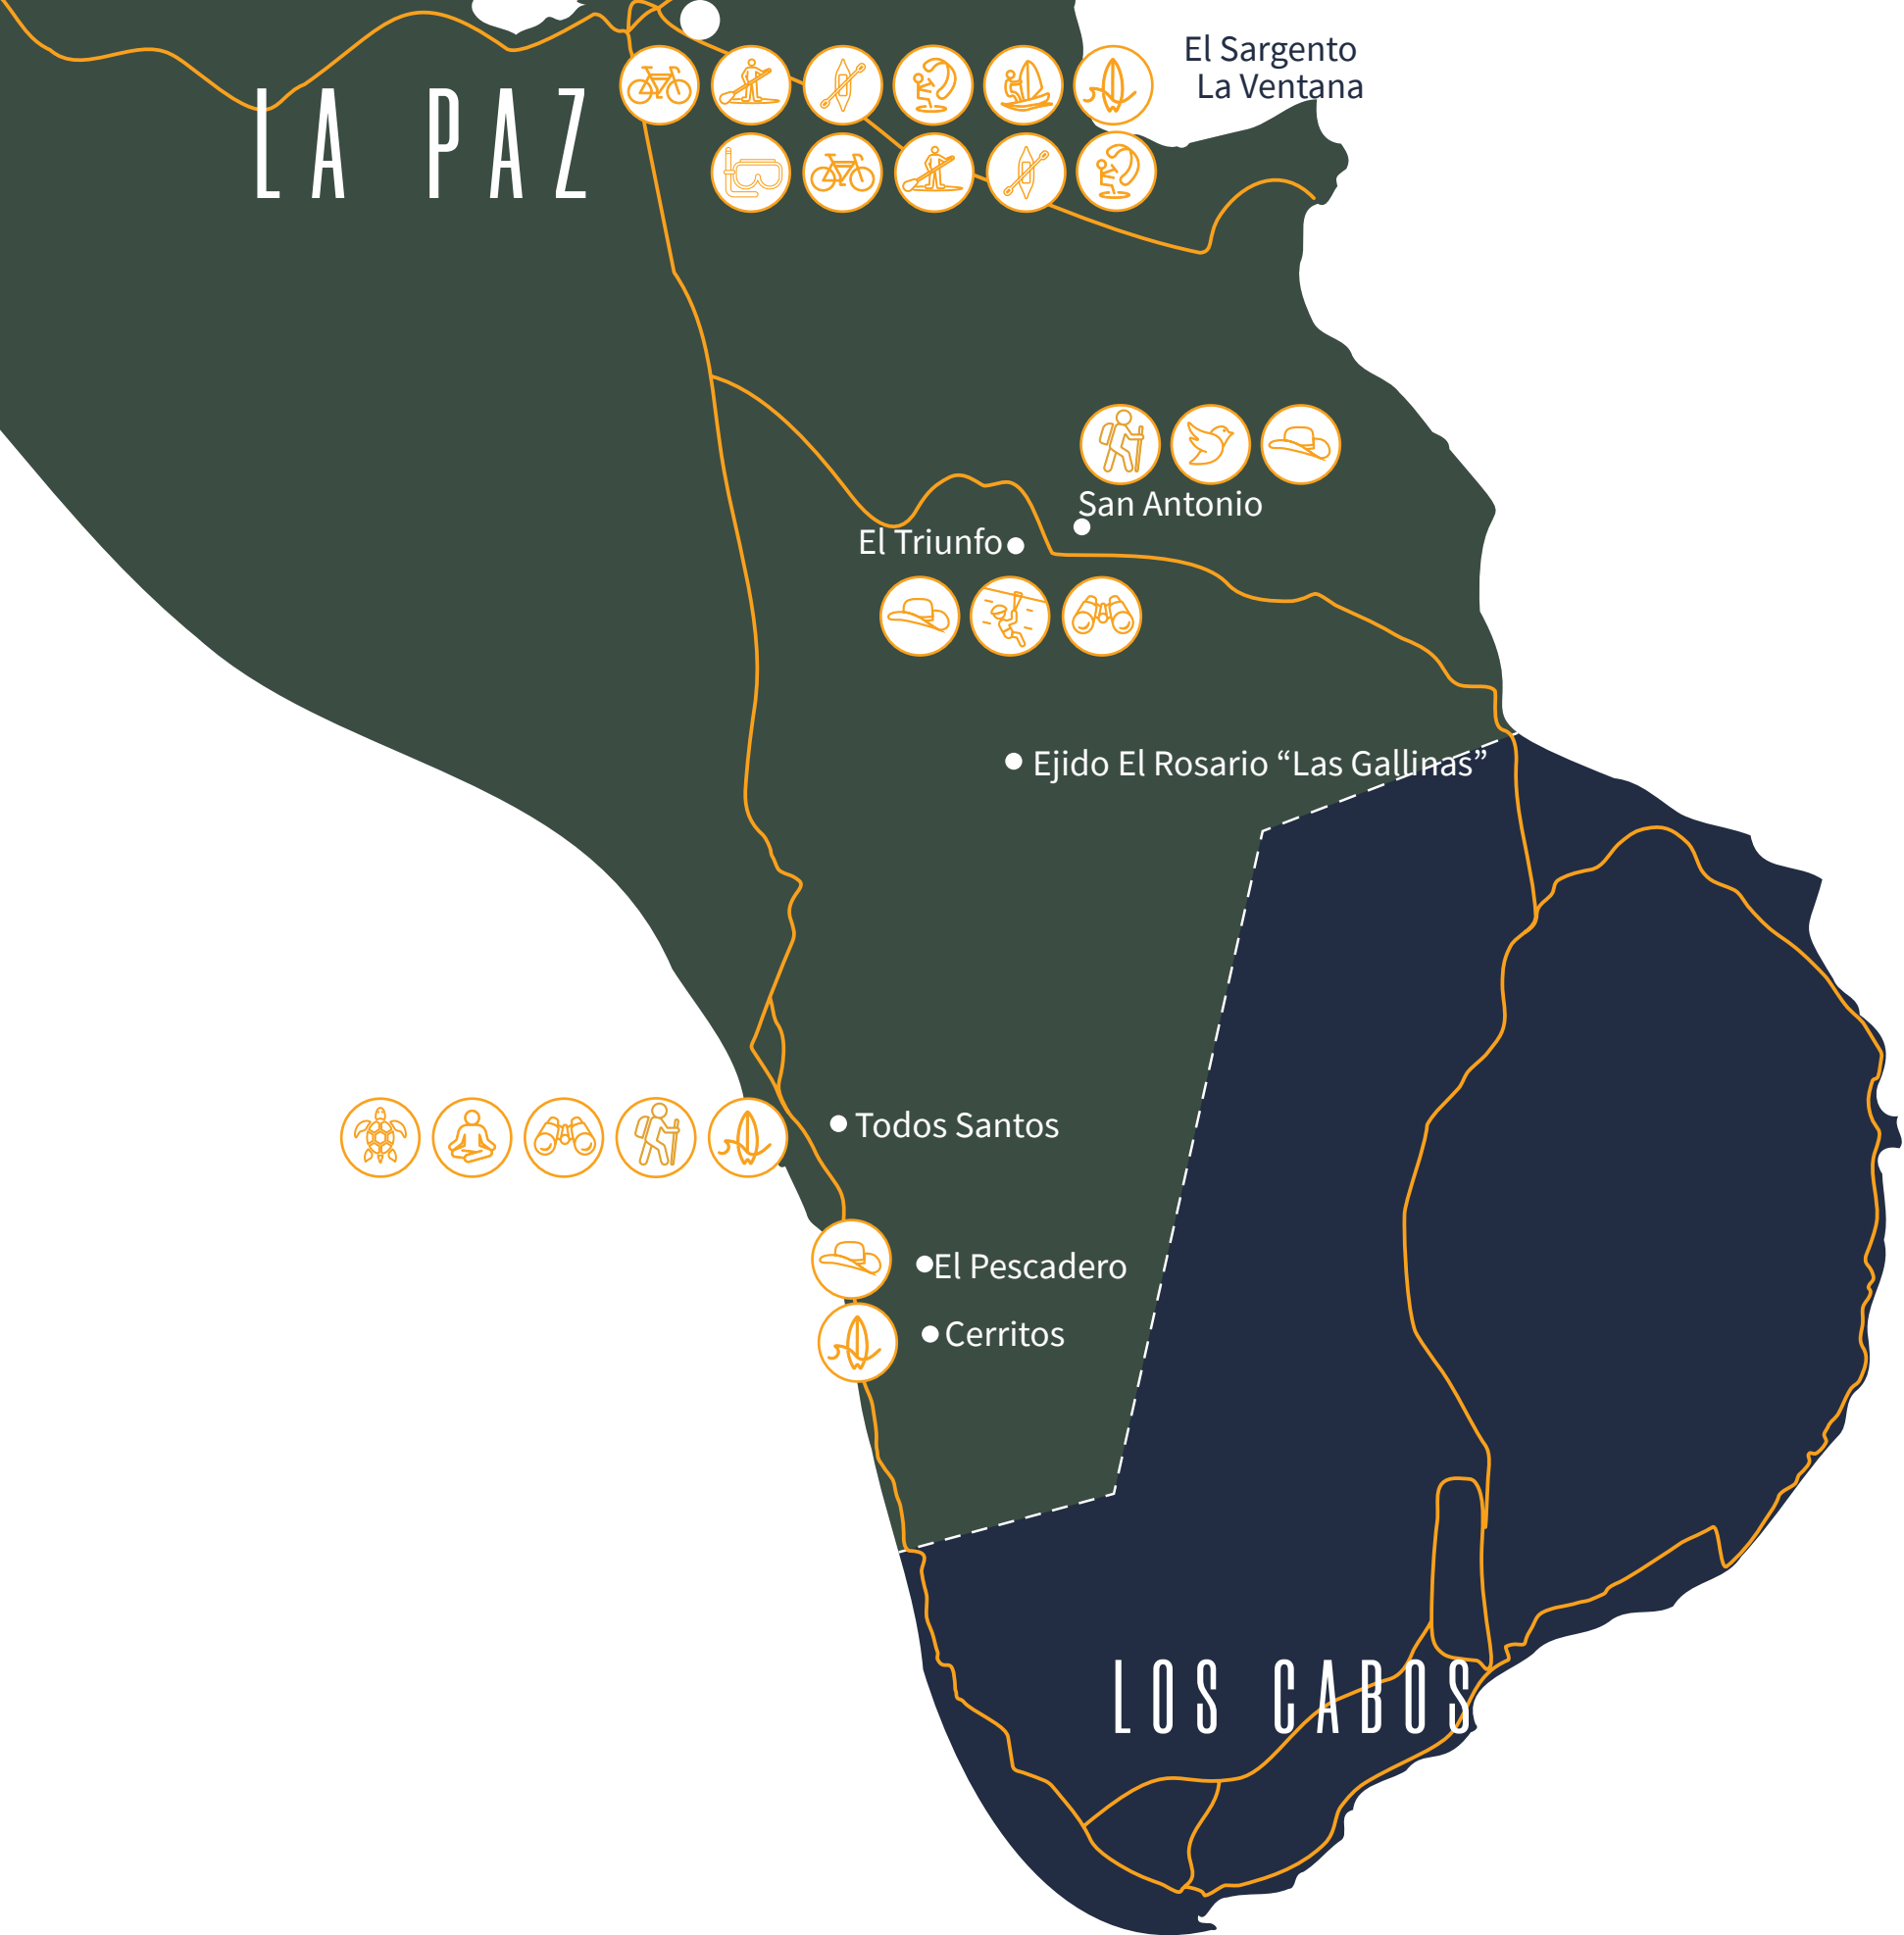 El Sargento
La Ventana
LA PAZ
San Antonio
El Triunfo
Ejido El Rosario “Las Gallinas”
Todos Santos
El Pescadero
Cerritos
LOS CABOS